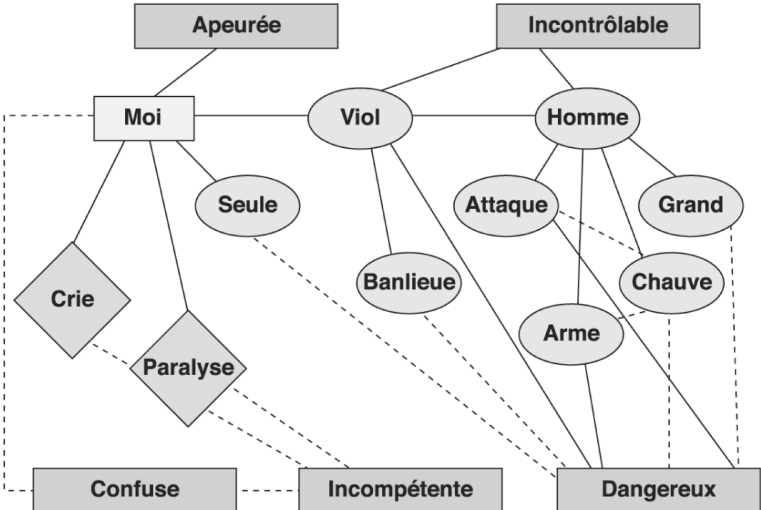 Apeurée
Incontrôlable
Moi
Viol
Homme
Seule
Attaque
Grand
Crie
Banlieue
Chauve
Paralyse
Arme
Confuse
Incompétente
Dangereux